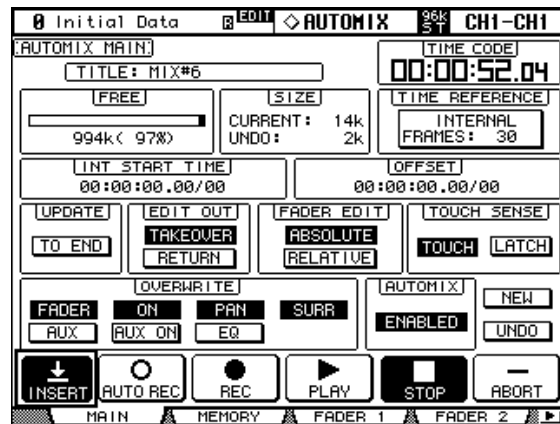 0 Initial Data R EDIT ◇AUTOMIX 96k ST CH1-CH1
AUTOMIX MAIN
TIME CODE
TITLE: MIX#6
00:00:52.04
FREE
SIZE
TIME REFERENCE
994k( 97%)
CURRENT: 14k
UNDO: 2k
INTERNAL
FRAMES: 30
INT START TIME
OFFSET
00:00:00.00/00
00:00:00.00/00
UPDATE
EDIT OUT
FADER EDIT
TOUCH SENSE
TO END
TAKEOVER
RETURN
ABSOLUTE
RELATIVE
TOUCH LATCH
OVERWRITE
AUTOMIX
FADER ON PAN SURR
AUX AUX ON EQ
ENABLED
NEW
UNDO
INSERT AUTO REC REC PLAY STOP ABORT
MAIN MEMORY FADER 1 FADER 2